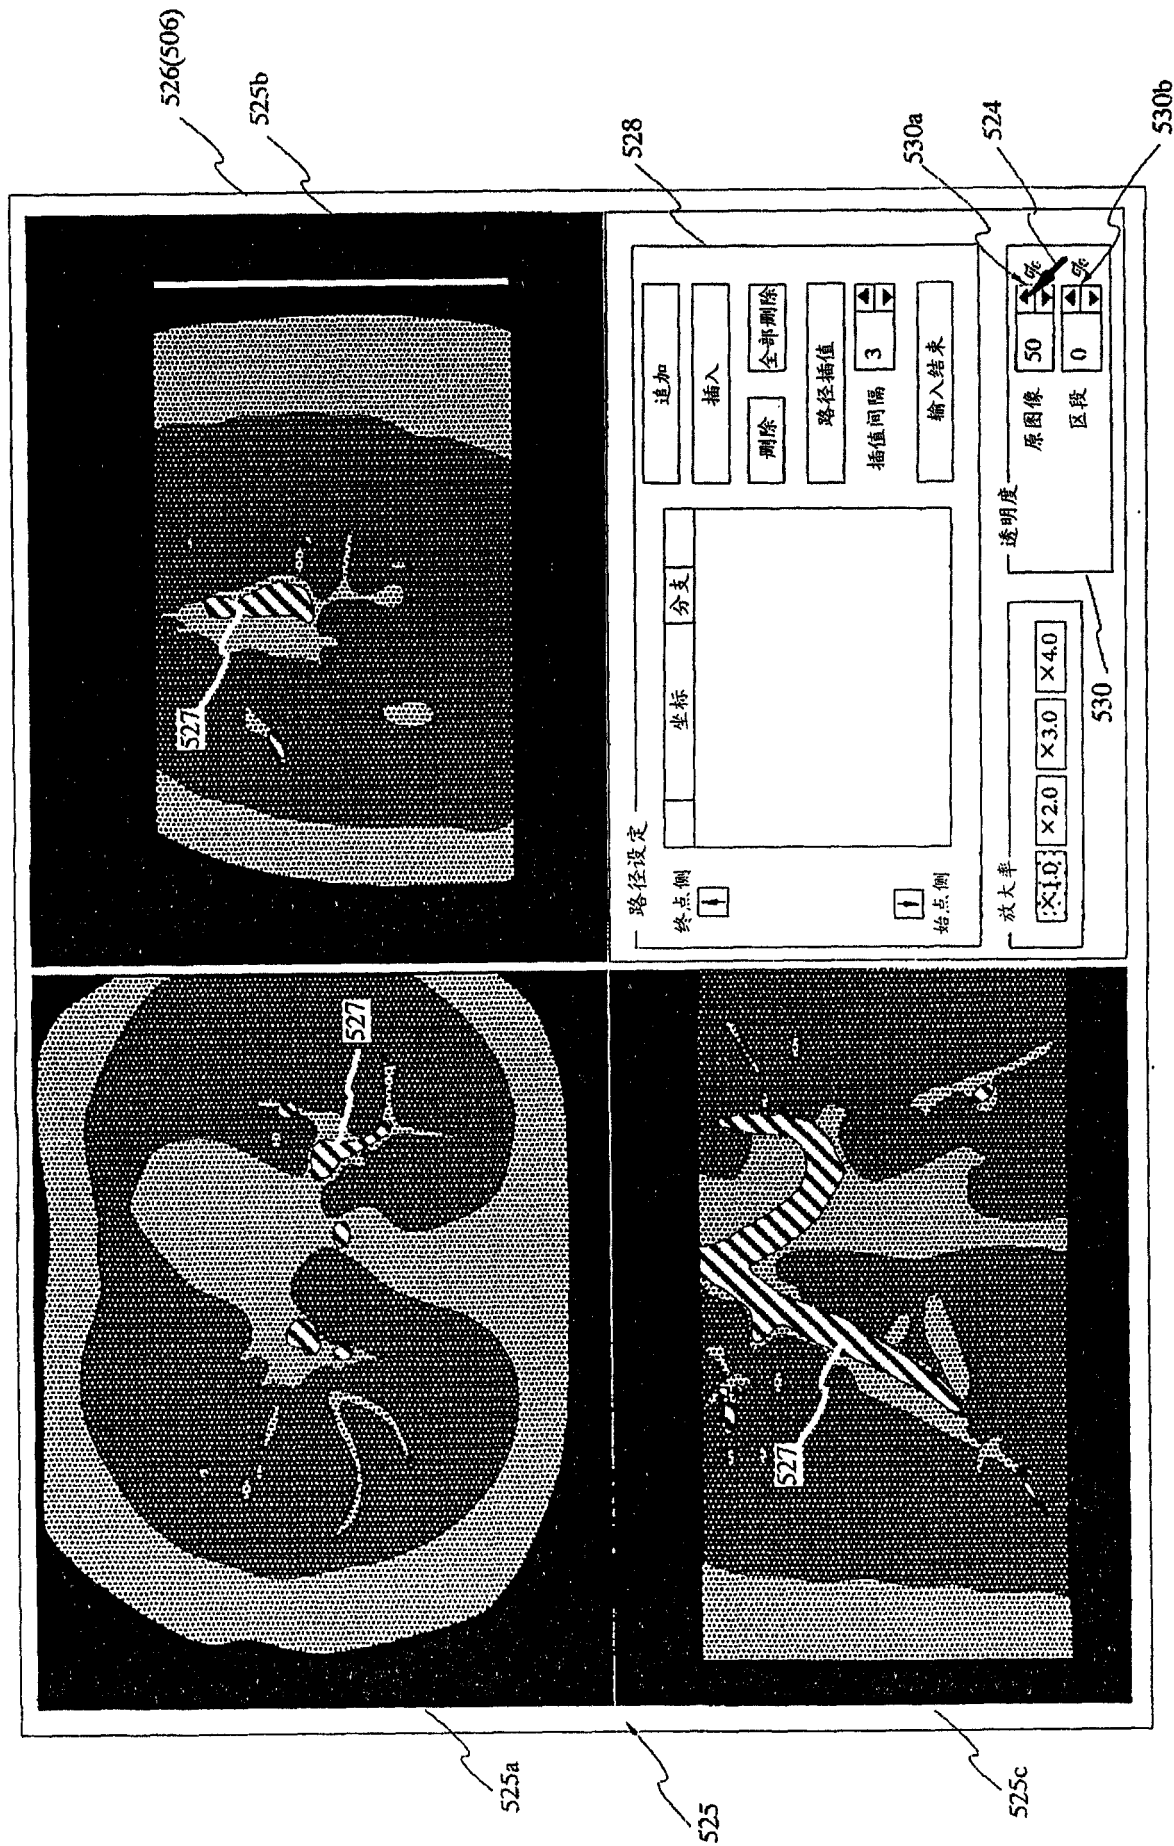 526(506)
525b
527
527
527
525a
525
525c
528
路径设定
终点侧
始点侧
坐标
分支
追加
插入
删除
全部删除
路径插值
插值间隔
3
输入结束
放大率
×1.0
×2.0
×3.0
×4.0
透明度
原图像
50
%
区段
0
%
530
530a
524
530b